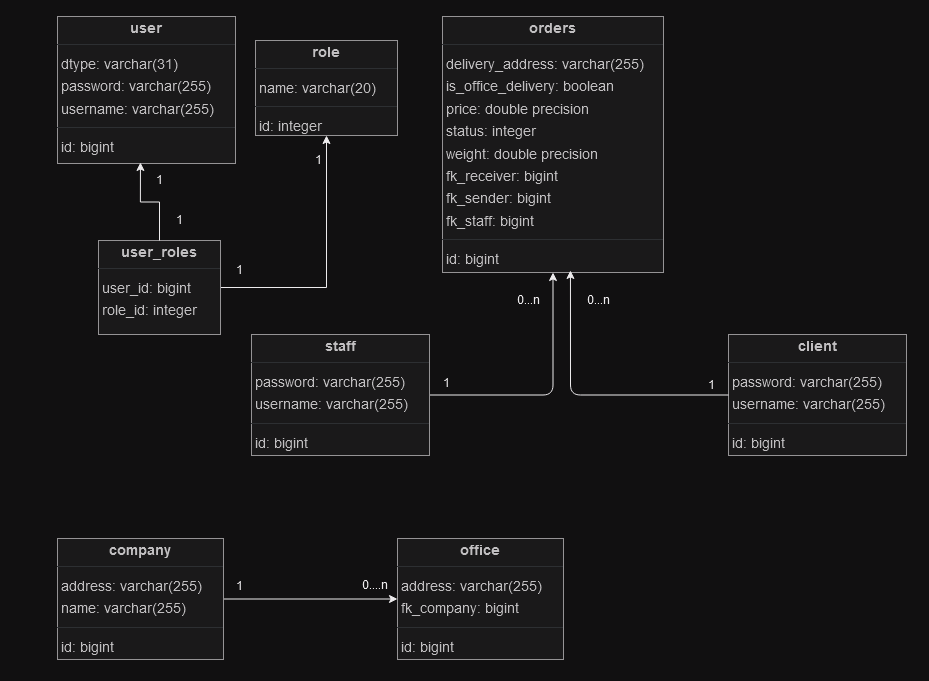 user
dtype: varchar(31)
password: varchar(255)
username: varchar(255)
id: bigint
role
name: varchar(20)
id: integer
orders
delivery_address: varchar(255)
is_office_delivery: boolean
price: double precision
status: integer
weight: double precision
fk_receiver: bigint
fk_sender: bigint
fk_staff: bigint
id: bigint
1
1
1
1
user_roles
user_id: bigint
role_id: integer
0...n
0...n
staff
password: varchar(255)
username: varchar(255)
id: bigint
1
1
client
password: varchar(255)
username: varchar(255)
id: bigint
company
address: varchar(255)
name: varchar(255)
id: bigint
1
0....n
office
address: varchar(255)
fk_company: bigint
id: bigint